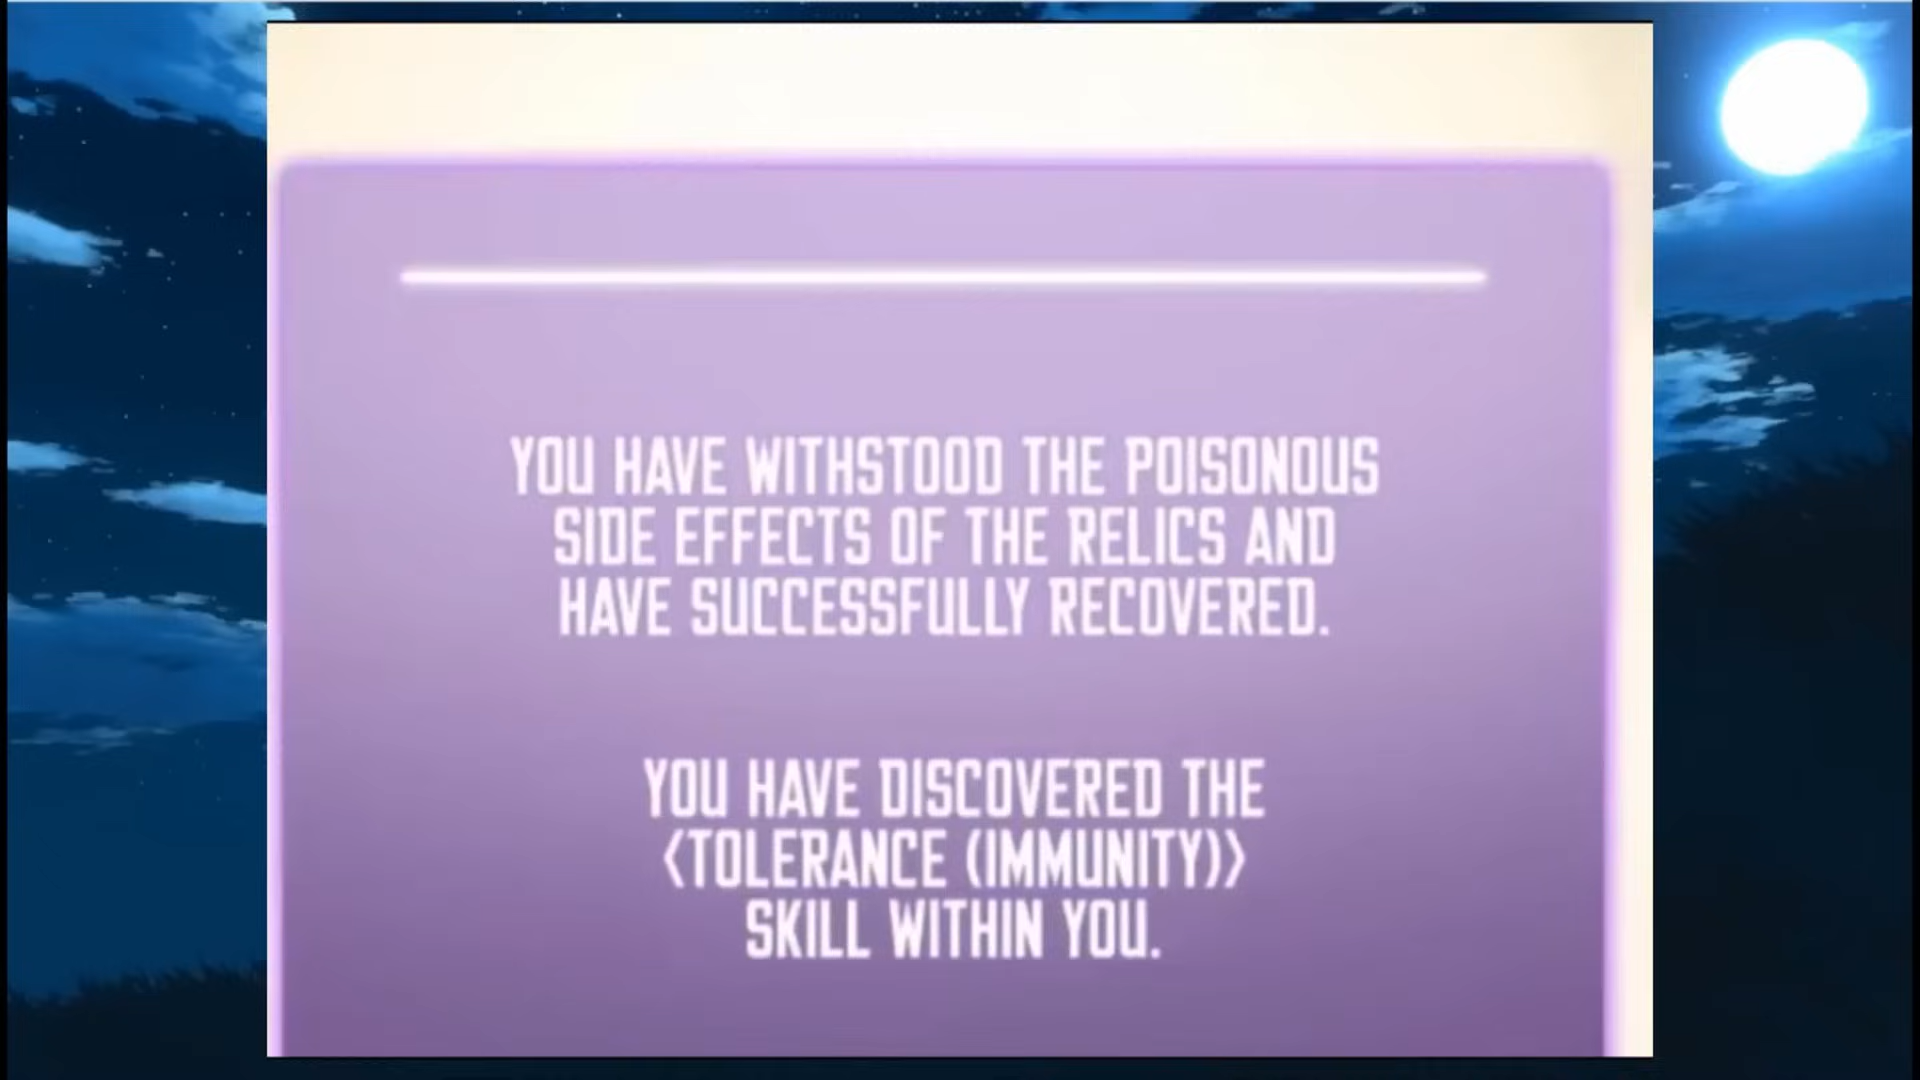 YOU HAVE WITHSTOOD THE POISONOUS
SIDE EFFECTS OF THE RELICS AND
HAVE SUCCESSFULLY RECOVERED.
YOU HAVE DISCOVERED THE
<TOLERANCE (IMMUNITY)>
SKILL WITHIN YOU.